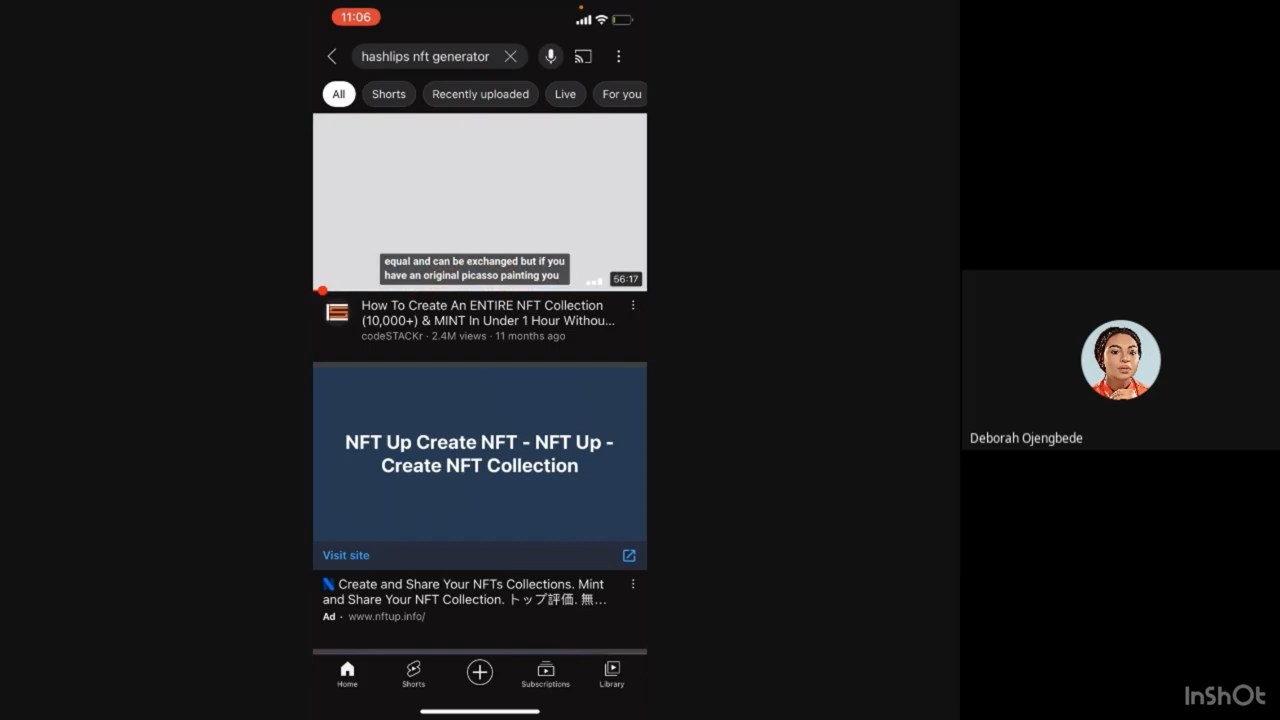 11:06
hashlips nft generator
All
Shorts
Recently uploaded
Live
For you
equal and can be exchanged but if you
have an original picasso painting you
56:17
How To Create An ENTIRE NFT Collection
(10,000+) & MINT In Under 1 Hour Withou...
codeSTACKr · 2.4M views · 11 months ago
NFT Up Create NFT - NFT Up -
Create NFT Collection
Visit site
Create and Share Your NFTs Collections. Mint
and Share Your NFT Collection. トップ評価. 無...
Ad · www.nftup.info/
Home
Shorts
Subscriptions
Library
Deborah Ojengbede
InShOt